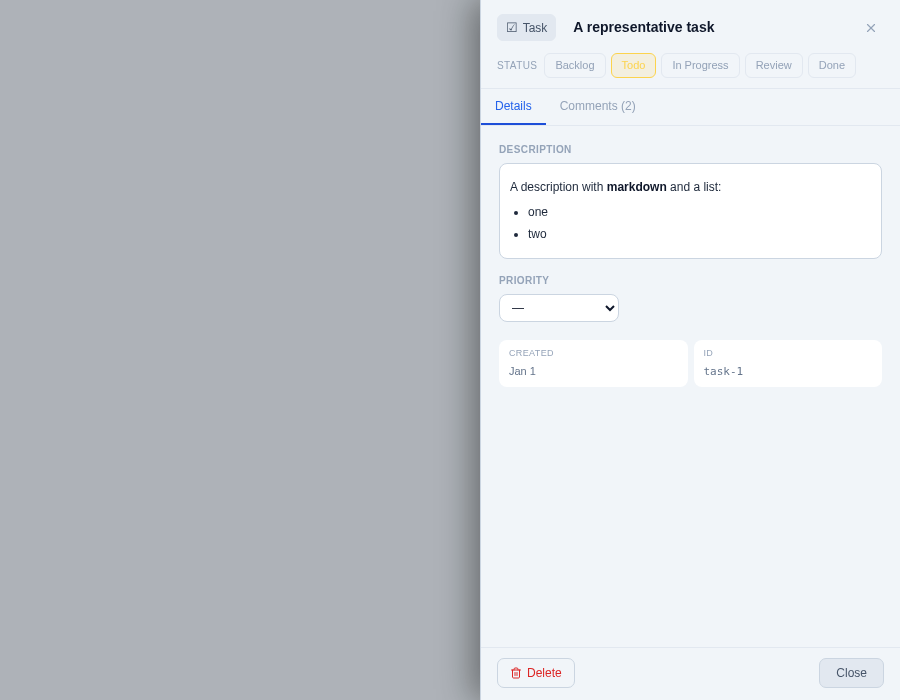 ☑ Task A representative task ×
STATUS Backlog Todo In Progress Review Done
Details Comments (2)
DESCRIPTION
A description with markdown and a list:
• one
• two
PRIORITY
—
CREATED ID
Jan 1 task-1
Delete Close